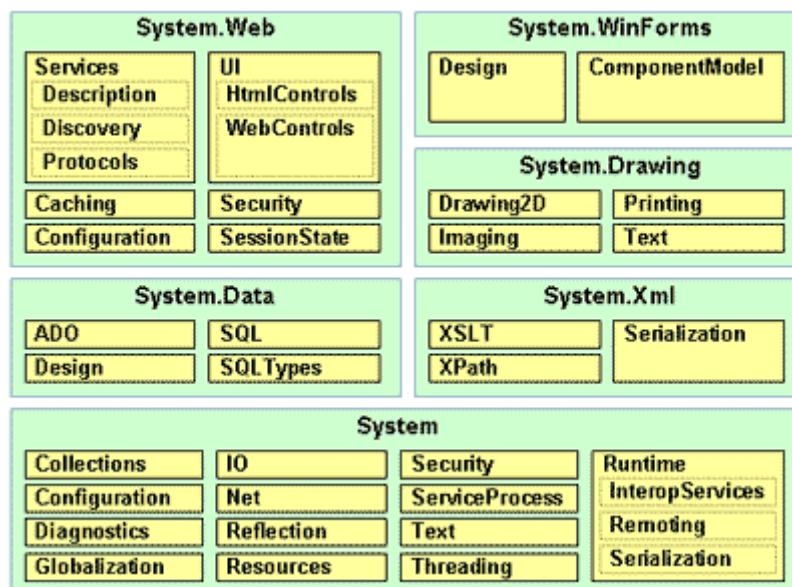 System.Web
Services
Description
Discovery
Protocols
UI
HtmlControls
WebControls
Caching
Security
Configuration
SessionState
System.WinForms
Design
ComponentModel
System.Drawing
Drawing2D
Printing
Imaging
Text
System.Data
ADO
SQL
Design
SQLTypes
System.Xml
XSLT
Serialization
XPath
System
Collections
Configuration
Diagnostics
Globalization
IO
Net
Reflection
Resources
Security
ServiceProcess
Text
Threading
Runtime
InteropServices
Remoting
Serialization